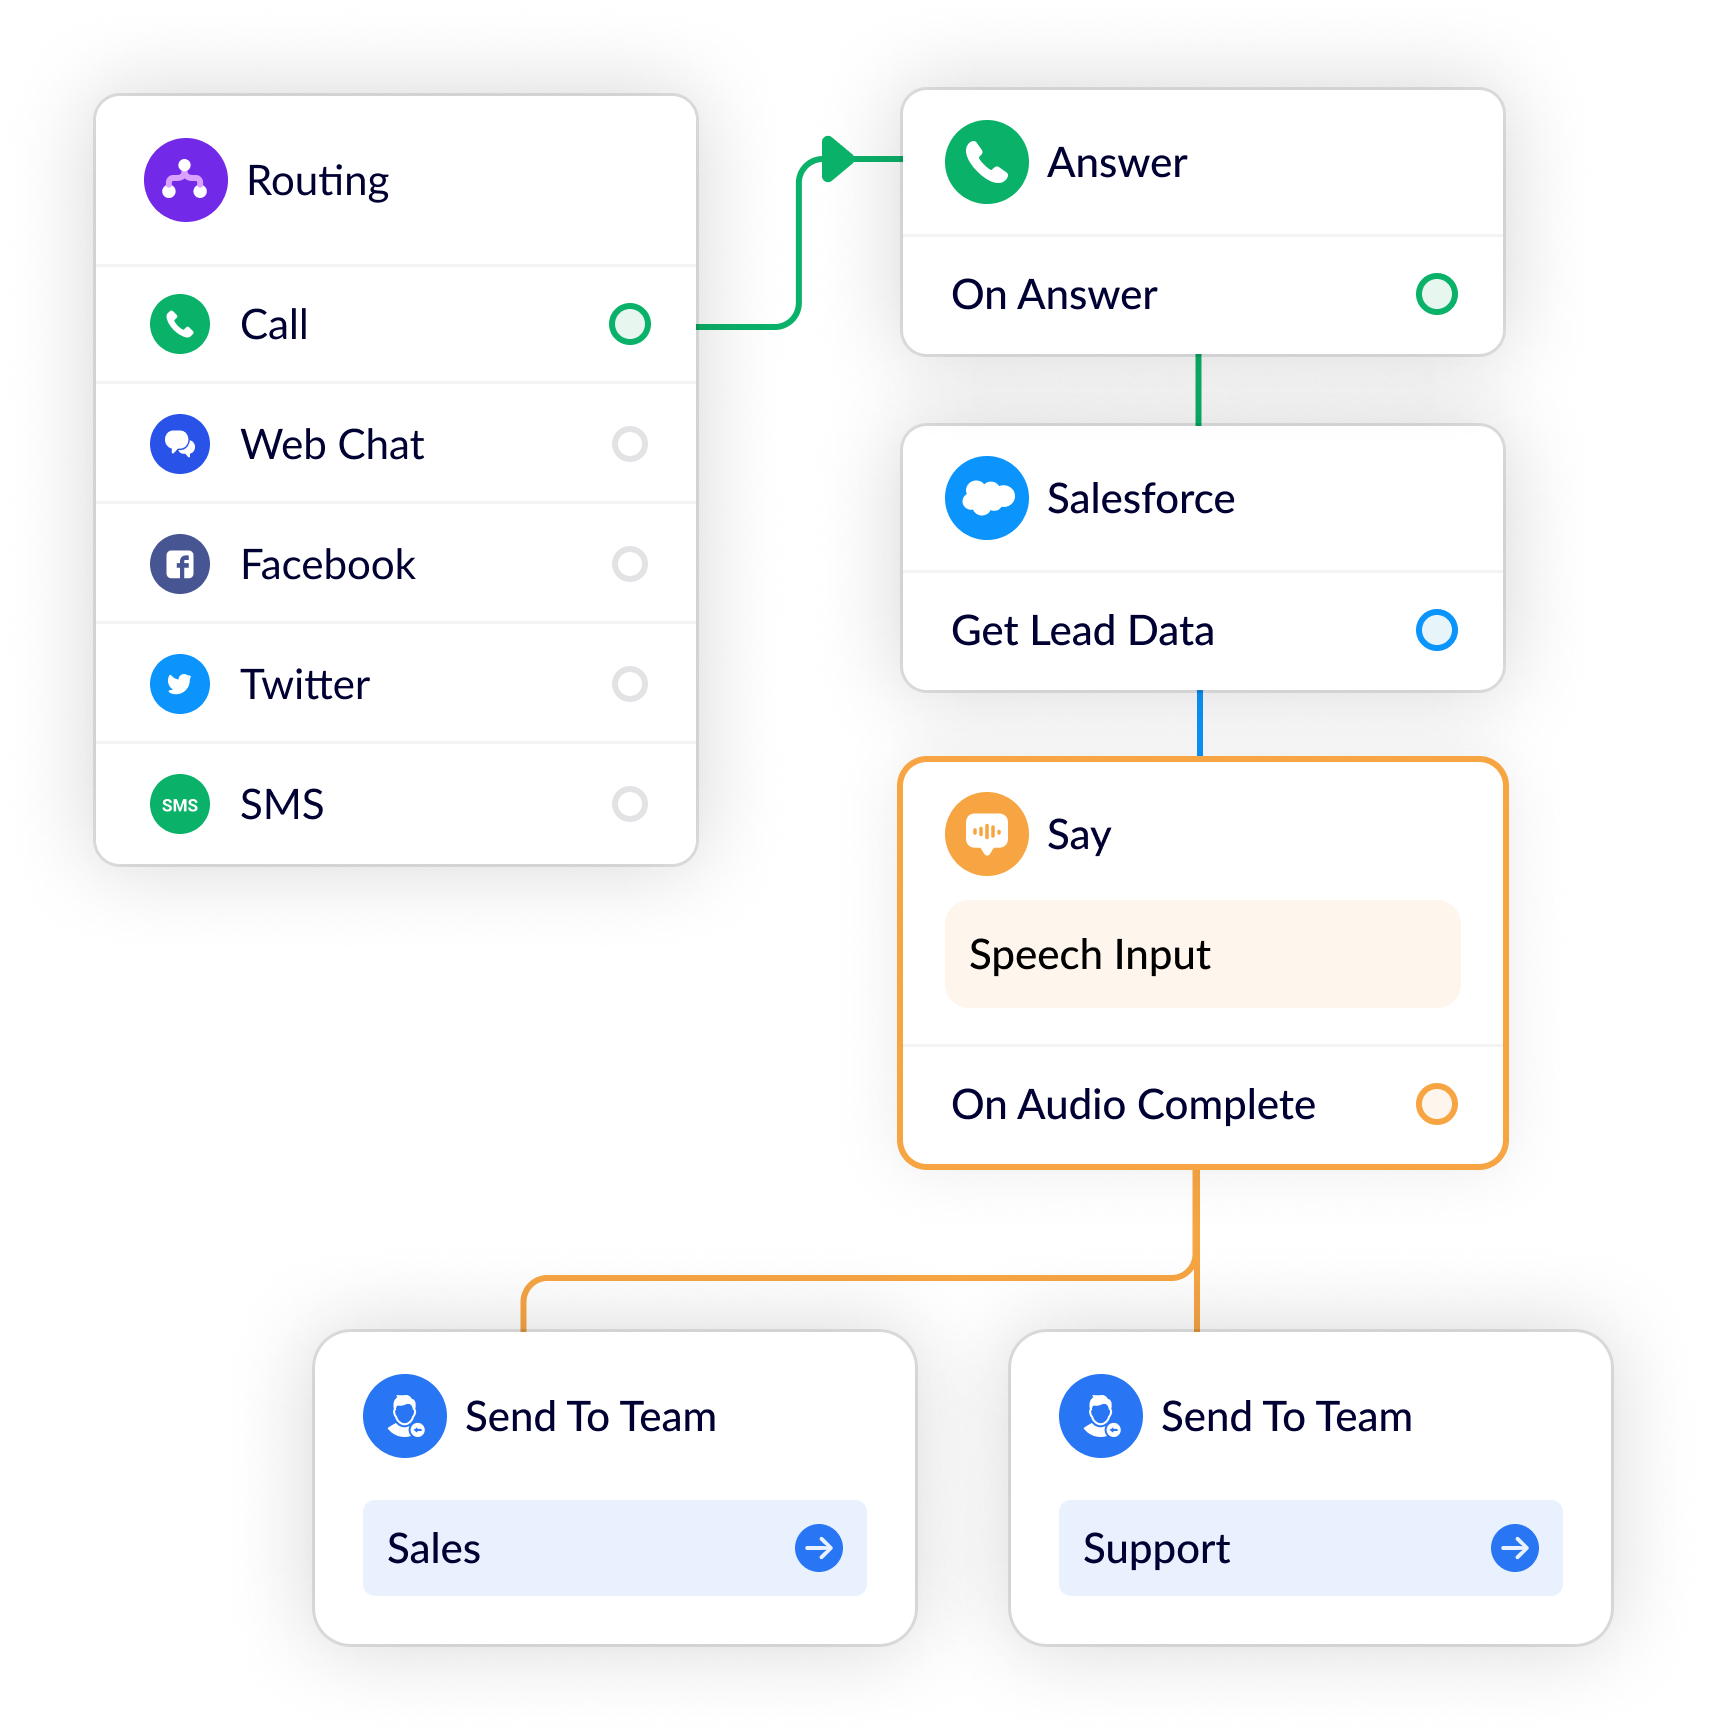 Routing
Call
Web Chat
Facebook
Twitter
SMS SMS
Answer
On Answer
Salesforce
Get Lead Data
Say
Speech Input
On Audio Complete
Send To Team
Sales
Send To Team
Support